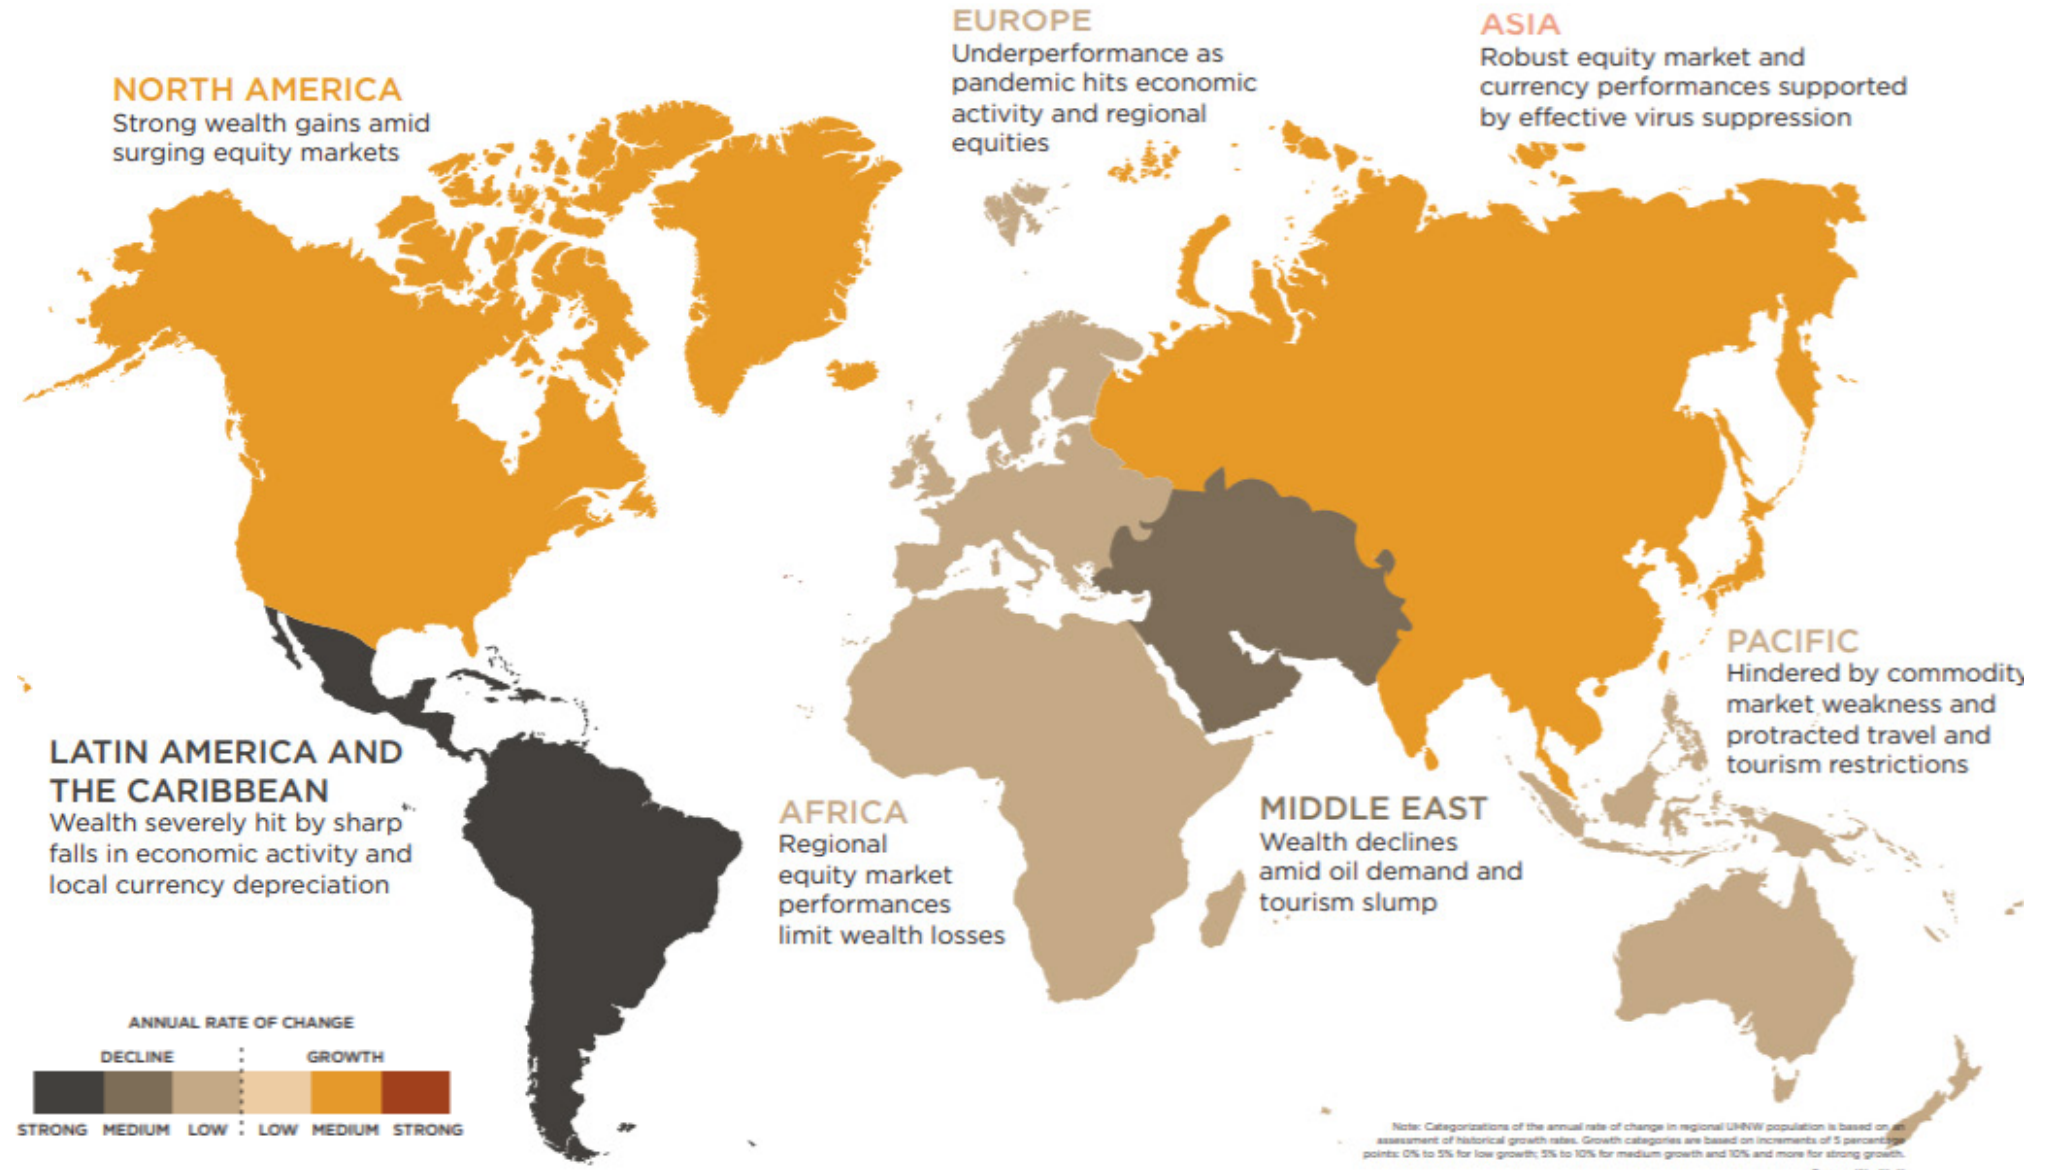 NORTH AMERICA
Strong wealth gains amid
surging equity markets
EUROPE
Underperformance as
pandemic hits economic
activity and regional
equities
ASIA
Robust equity market and
currency performances supported
by effective virus suppression
PACIFIC
Hindered by commodity
market weakness and
protracted travel and
tourism restrictions
LATIN AMERICA AND
THE CARIBBEAN
Wealth severely hit by sharp
falls in economic activity and
local currency depreciation
AFRICA
Regional
equity market
performances
limit wealth losses
MIDDLE EAST
Wealth declines
amid oil demand and
tourism slump
ANNUAL RATE OF CHANGE
DECLINE GROWTH
STRONG MEDIUM LOW LOW MEDIUM STRONG
Note: Categorizations of the annual rate of change in regional UHNW population is based on an
assessment of historical growth rates. Growth categories are based on increments of 5 percentage
points: 0% to 5% for low growth; 5% to 10% for medium growth and 10% and more for strong growth.